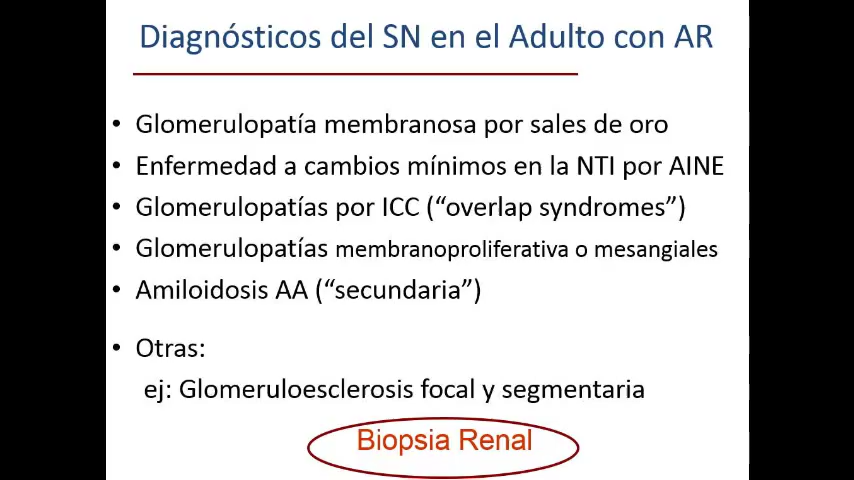 Diagnósticos del SN en el Adulto con AR
• Glomerulopatía membranosa por sales de oro
• Enfermedad a cambios mínimos en la NTI por AINE
• Glomerulopatías por ICC (“overlap syndromes”)
• Glomerulopatías membranoproliferativa o mesangiales
• Amiloidosis AA (“secundaria”)
• Otras:
ej: Glomeruloesclerosis focal y segmentaria
Biopsia Renal